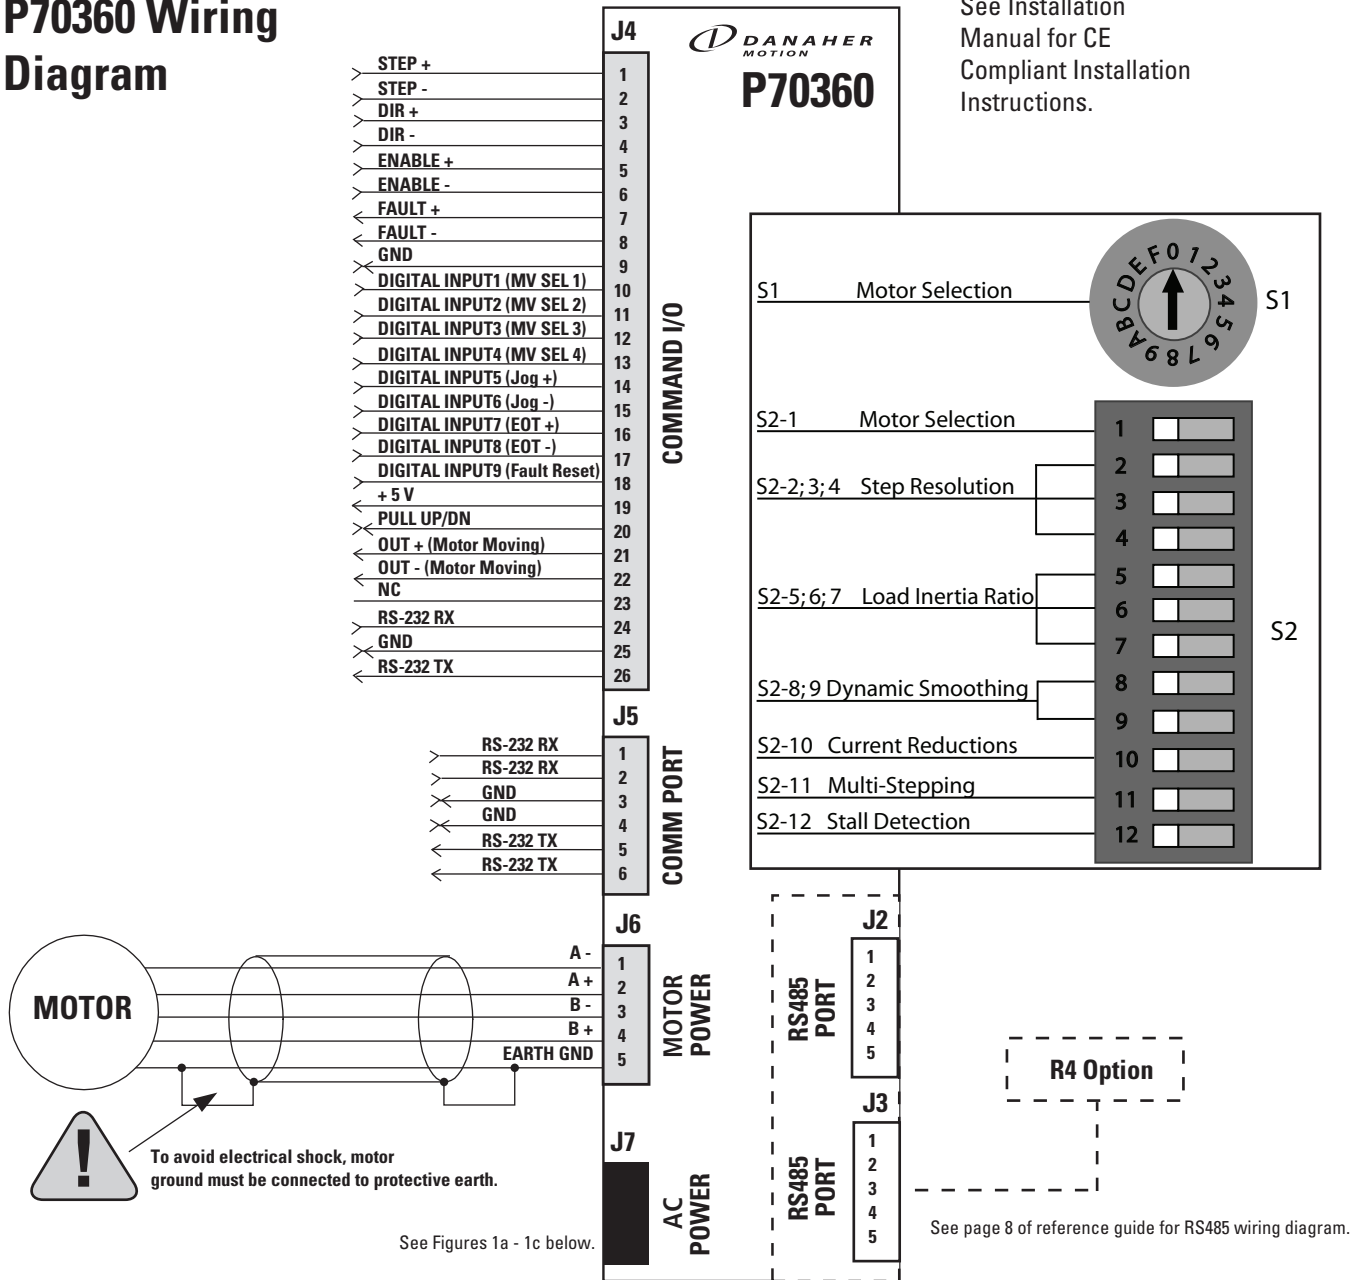 P70360 Wiring
Diagram
J4
DANAHER
MOTION
P70360
See Installation
Manual for CE
Compliant Installation
Instructions.
STEP + 1
STEP - 2
DIR + 3
DIR - 4
ENABLE + 5
ENABLE - 6
FAULT + 7
FAULT - 8
GND 9
DIGITAL INPUT1 (MV SEL 1) 10
DIGITAL INPUT2 (MV SEL 2) 11
DIGITAL INPUT3 (MV SEL 3) 12
DIGITAL INPUT4 (MV SEL 4) 13
DIGITAL INPUT5 (Jog +) 14
DIGITAL INPUT6 (Jog -) 15
DIGITAL INPUT7 (EOT +) 16
DIGITAL INPUT8 (EOT -) 17
DIGITAL INPUT9 (Fault Reset) 18
+ 5 V 19
PULL UP/DN 20
OUT + (Motor Moving) 21
OUT - (Motor Moving) 22
NC 23
RS-232 RX 24
GND 25
RS-232 TX 26
COMMAND I/O
S1 Motor Selection
0 1 2 3 4 5 6 7 8 9 A B C D E F
S1
S2-1 Motor Selection 1
S2-2; 3; 4 Step Resolution
2
3
4
S2-5; 6; 7 Load Inertia Ratio
5
6
7
S2-8; 9 Dynamic Smoothing
8
9
S2-10 Current Reductions 10
S2-11 Multi-Stepping 11
S2-12 Stall Detection 12
S2
J5
RS-232 RX 1
RS-232 RX 2
GND 3
GND 4
RS-232 TX 5
RS-232 TX 6
COMM PORT
J6
MOTOR
A - 1
A + 2
B - 3
B + 4
EARTH GND 5
MOTOR
POWER
!
To avoid electrical shock, motor
ground must be connected to protective earth.
J7
AC
POWER
See Figures 1a - 1c below.
J2
1
2
3
4
5
RS485
PORT
J3
1
2
3
4
5
RS485
PORT
R4 Option
See page 8 of reference guide for RS485 wiring diagram.